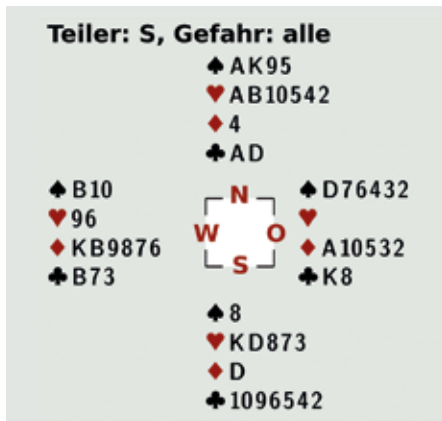 Teiler: S, Gefahr: alle
♠ AK95
♥ AB10542
♦ 4
♣ AD
♠ B10
♥ 96
♦ KB9876
♣ B73
N
W O
S
♠ D76432
♥
♦ A10532
♣ K8
♠ 8
♥ KD873
♦ D
♣ 1096542